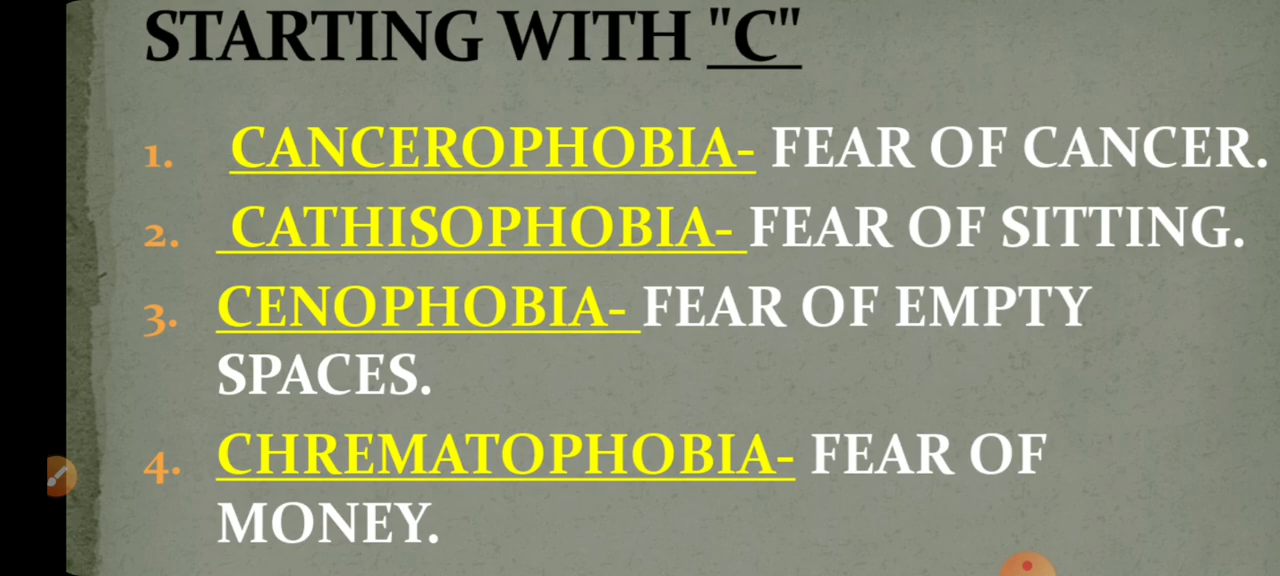 STARTING WITH "C"
1. CANCEROPHOBIA- FEAR OF CANCER.
2. CATHISOPHOBIA- FEAR OF SITTING.
3. CENOPHOBIA- FEAR OF EMPTY
SPACES.
4. CHREMATOPHOBIA- FEAR OF
MONEY.